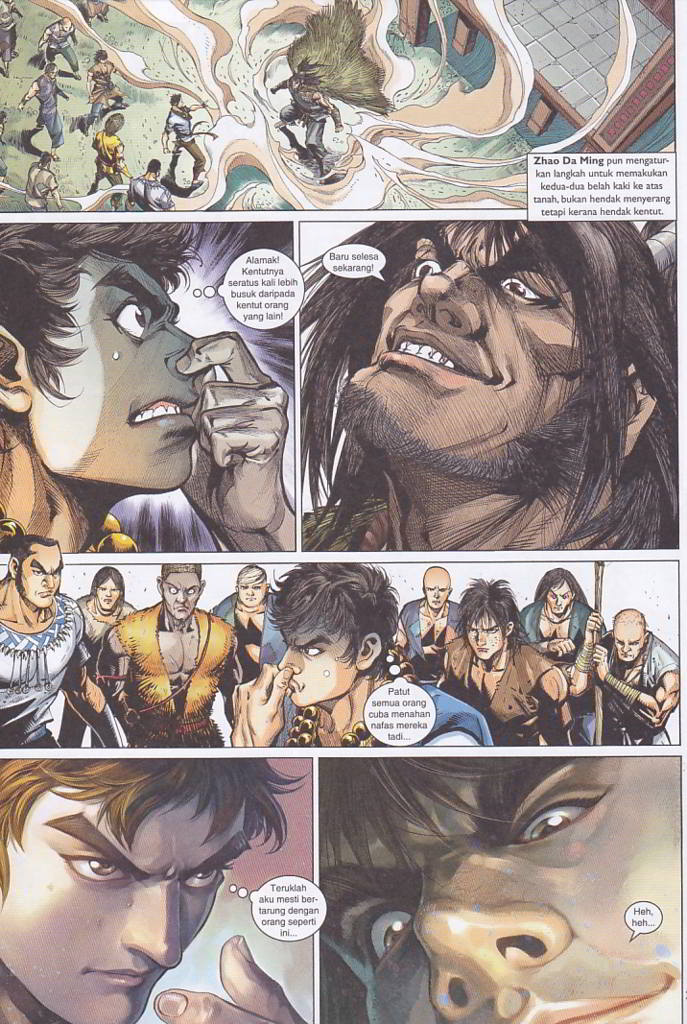 Zhao Da Ming pun mengatur-
kan langkah untuk memakukan
kedua-dua belah kaki ke atas
tanah, bukan hendak menyerang
tetapi kerana hendak kentut.
Alamak!
Kentutnya
seratus kali lebih
busuk daripada
kentut orang
yang lain!
Baru selesa
sekarang!
Patut
semua orang
cuba menahan
nafas mereka
tadi...
Teruklah
aku mesti ber-
tarung dengan
orang seperti
ini...
Heh,
heh...